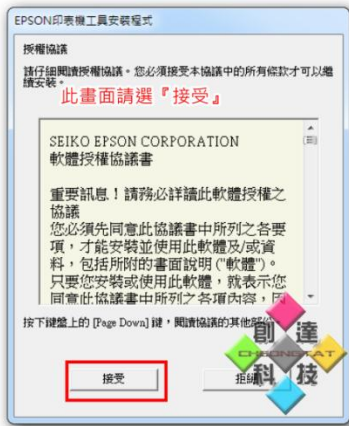 EPSON印表機工具安裝程式
授權協議
請仔細閱讀授權協議。您必須接受本協議中的所有條款才可以繼
續安裝。
此畫面請選『接受』
SEIKO EPSON CORPORATION
軟體授權協議書
重要訊息！請務必詳讀此軟體授權之
協議
您必須先同意此協議書中所列之各要
項，才能安裝並使用此軟體及/或資
料，包括所附的書面說明 ("軟體")。
只要您安裝或使用此軟體，就表示您
同意此協議書中所列之各項內容，因
按下鍵盤上的 [Page Down] 鍵，閱讀協議的其他部份
接受
拒絕
創達
CHUONGTAT
科技